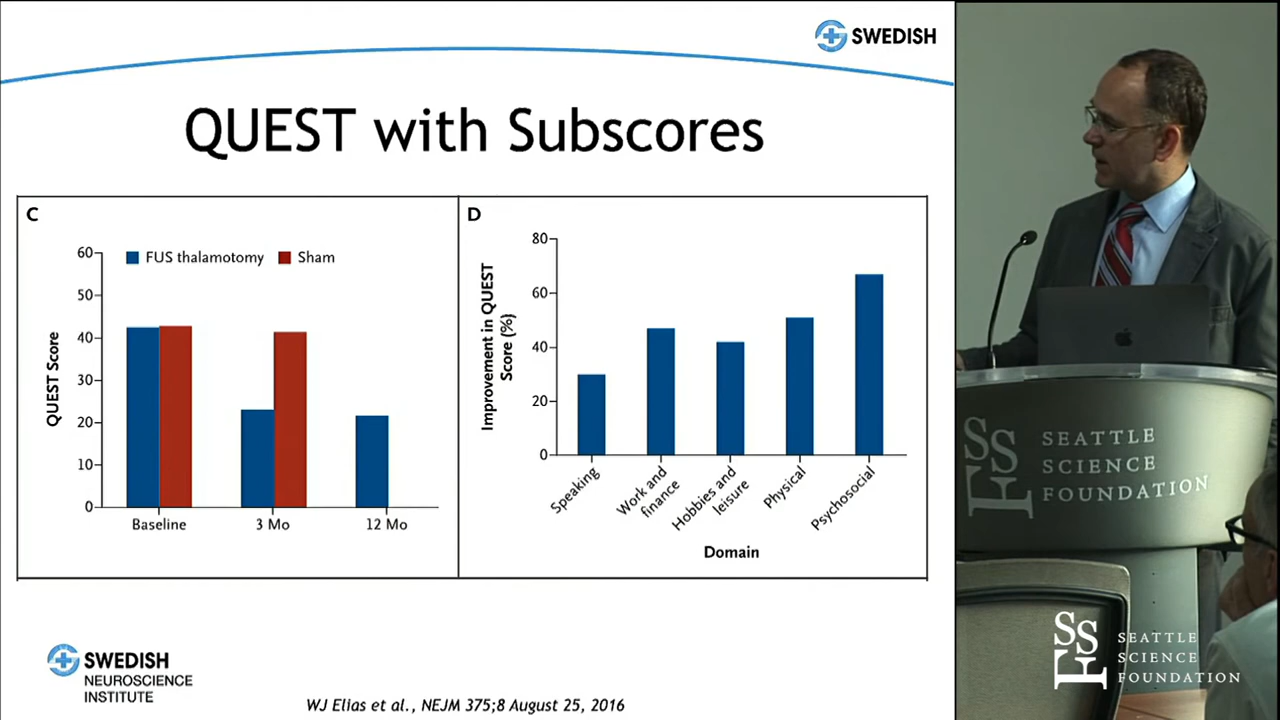 SWEDISH
QUEST with Subscores
C
60
50
40
30
20
10
0
QUEST Score
FUS thalamotomy
Sham
Baseline
3 Mo
12 Mo
D
80
60
40
20
0
Improvement in QUEST
Score (%)
Speaking
Work and
finance
Hobbies and
leisure
Physical
Psychosocial
Domain
SWEDISH
NEUROSCIENCE
INSTITUTE
WJ Elias et al., NEJM 375;8 August 25, 2016
SSF
SEATTLE
SCIENCE
FOUNDATION
SSF
SEATTLE
SCIENCE
FOUNDATION